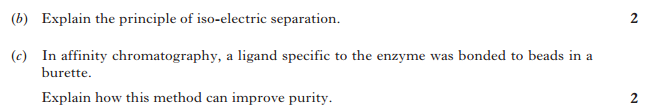 (b) Explain the principle of iso-electric separation. 2
(c) In affinity chromatography, a ligand specific to the enzyme was bonded to beads in a
burette.
Explain how this method can improve purity. 2